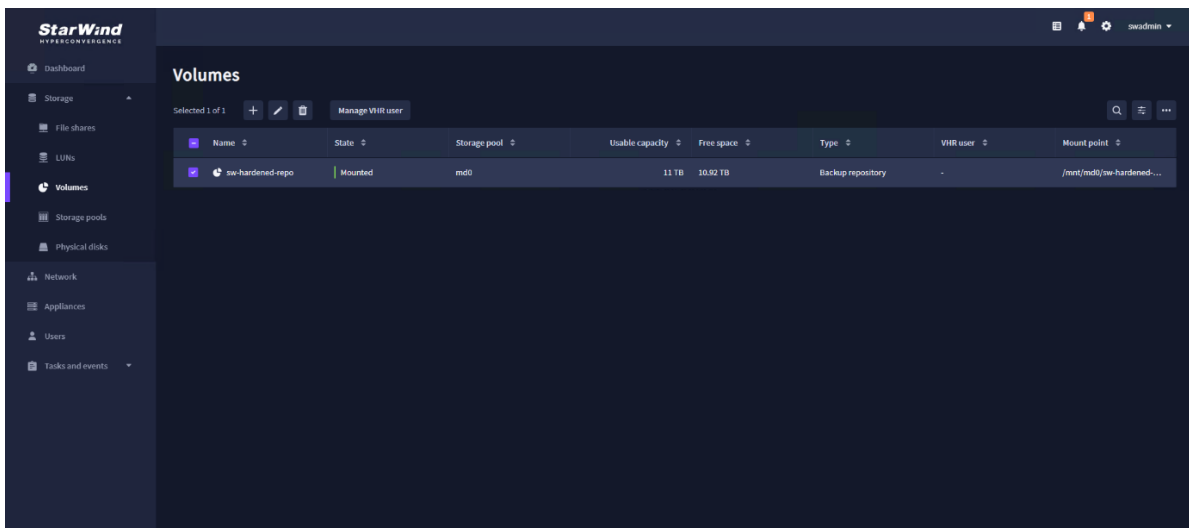 StarWind
HYPERCONVERGENCE
1
swadmin
Dashboard
Storage
File shares
LUNs
Volumes
Storage pools
Physical disks
Network
Appliances
Users
Tasks and events
Volumes
Selected 1 of 1 Manage VHR user
Name State Storage pool Usable capacity Free space Type VHR user Mount point
sw-hardened-repo Mounted md0 11 TB 10.92 TB Backup repository - /mnt/md0/sw-hardened-...